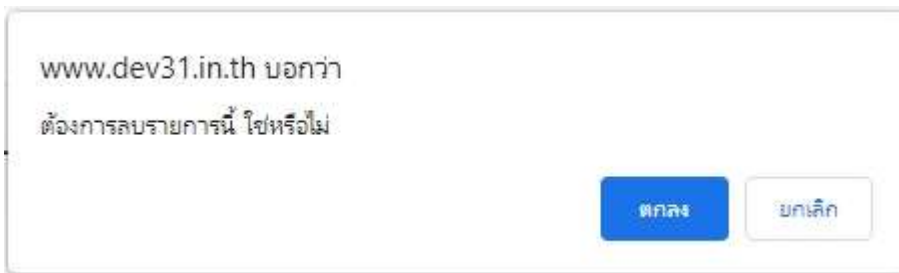 www.dev31.in.th บอกว่า
ต้องการลบรายการนี้ ใช่หรือไม่
ตกลง
ยกเลิก